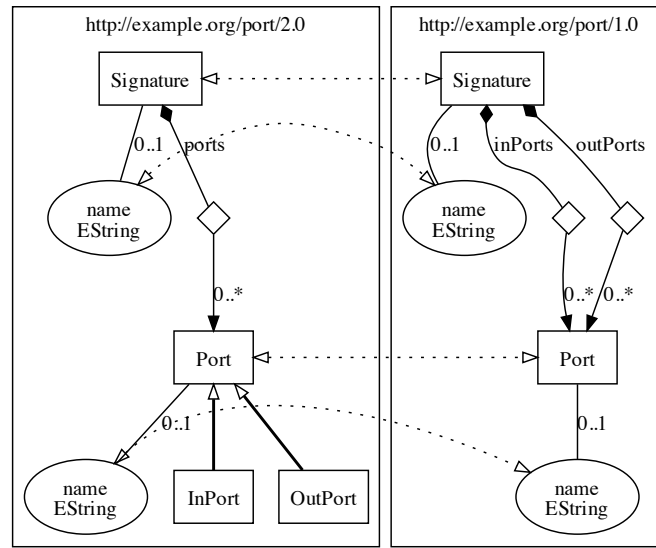 http://example.org/port/2.0
http://example.org/port/1.0
Signature
Signature
0..1
ports
0..1
inPorts
outPorts
name
EString
name
EString
0..*
0..*
0..*
Port
Port
0..1
0..1
name
EString
InPort
OutPort
name
EString